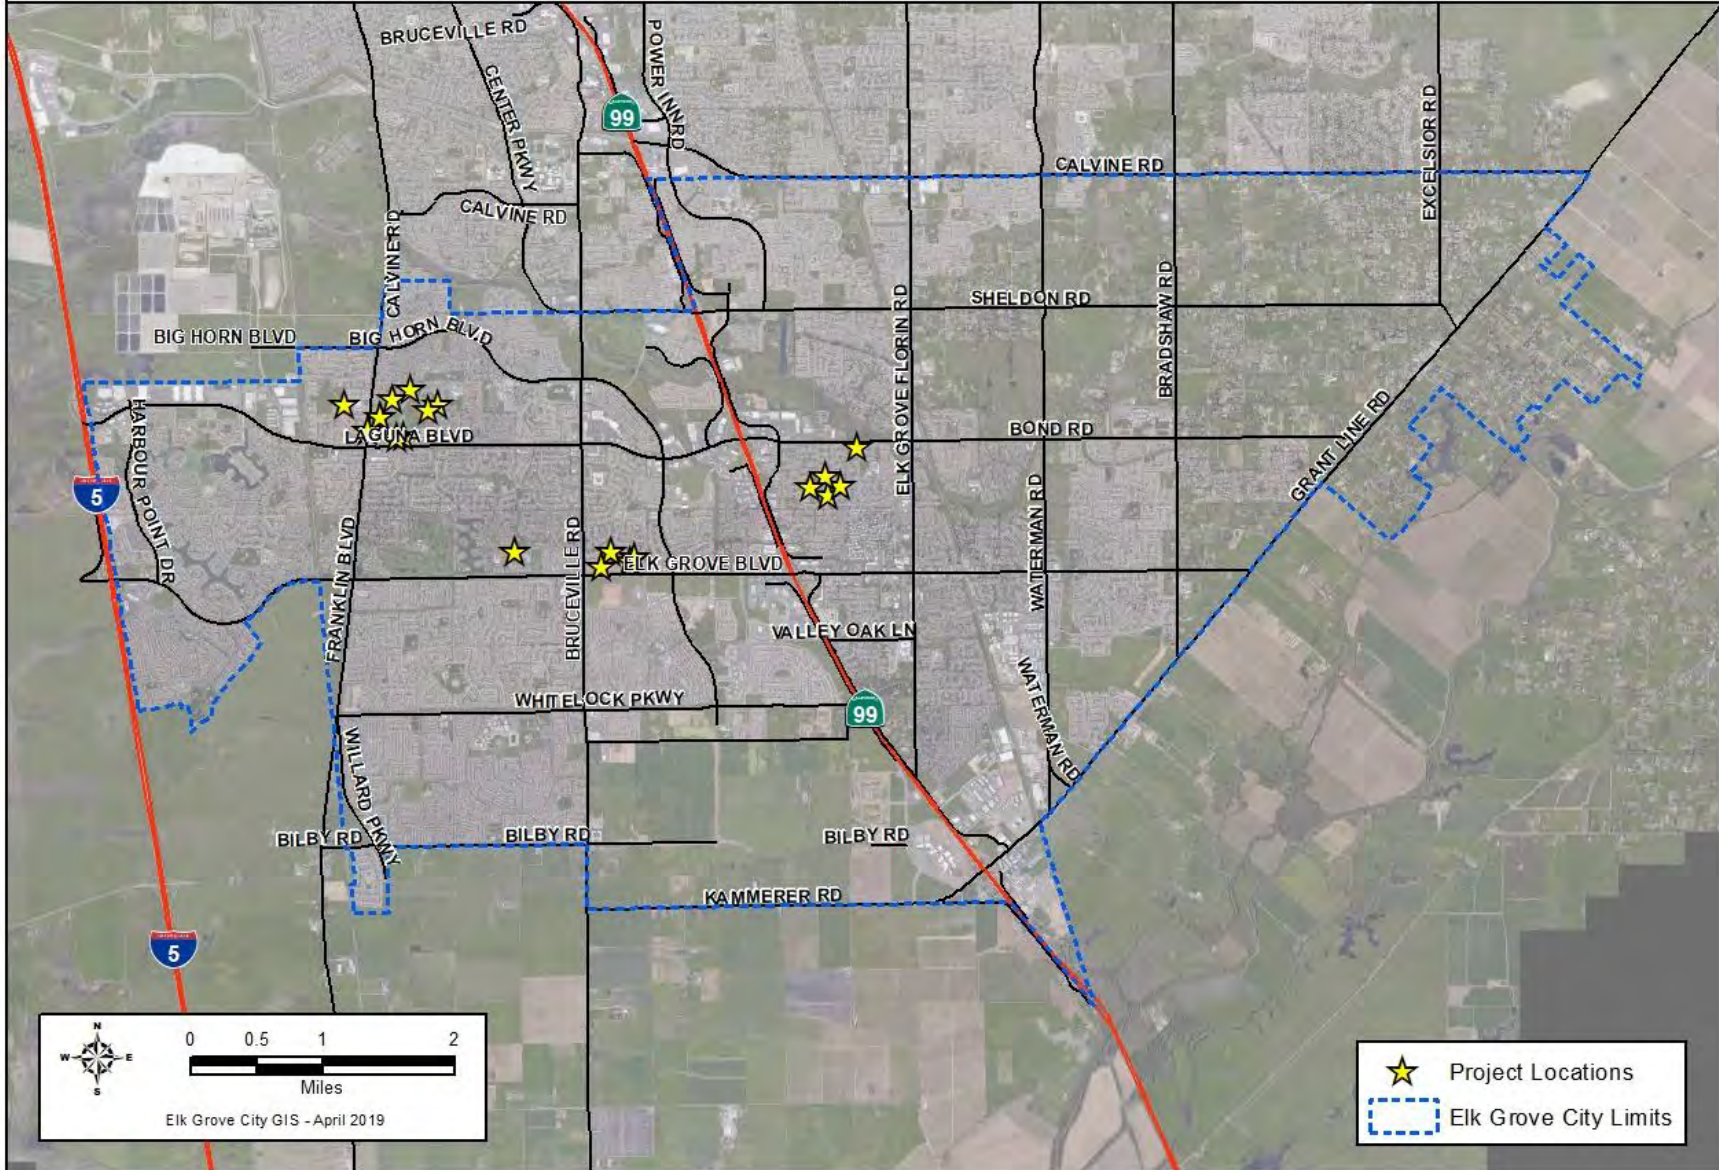 BRUCEVILLE RD
POWER INN RD
CENTER PKWY
99
EXCELSIOR RD
CALVINE RD
CALVINE RD
CALVINE RD
ELK GROVE FLORIN RD
SHELDON RD
BRADSHAW RD
BIG HORN BLVD
BIG HORN BLVD
HARBOUR POINT DR
LAGUNA BLVD
BOND RD
GRANT LINE RD
5
WATERMAN RD
FRANKLIN BLVD
BRUCEVILLE RD
ELK GROVE BLVD
VALLEY OAK LN
WATERMAN RD
WHITELOCK PKWY
99
WILLARD PKWY
BILBY RD
BILBY RD
BILBY RD
KAMMERER RD
5
N
W E
S
0 0.5 1 2
Miles
Elk Grove City GIS - April 2019
Project Locations
Elk Grove City Limits